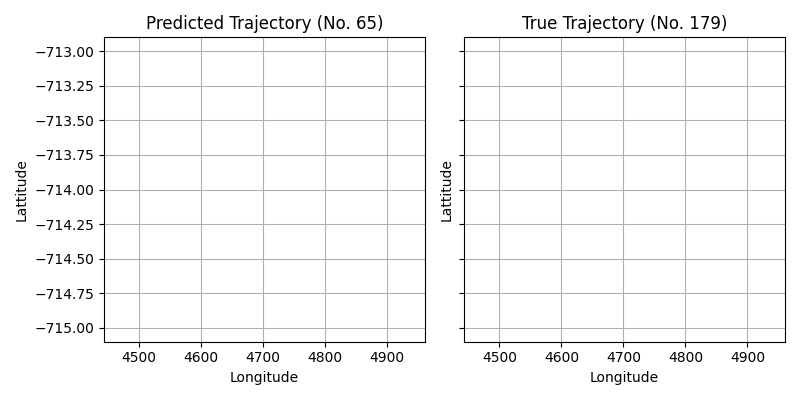 Predicted Trajectory (No. 65)
True Trajectory (No. 179)
−713.00
−713.25
−713.50
−713.75
−714.00
−714.25
−714.50
−714.75
−715.00
Lattitude
Lattitude
4500 4600 4700 4800 4900
4500 4600 4700 4800 4900
Longitude
Longitude